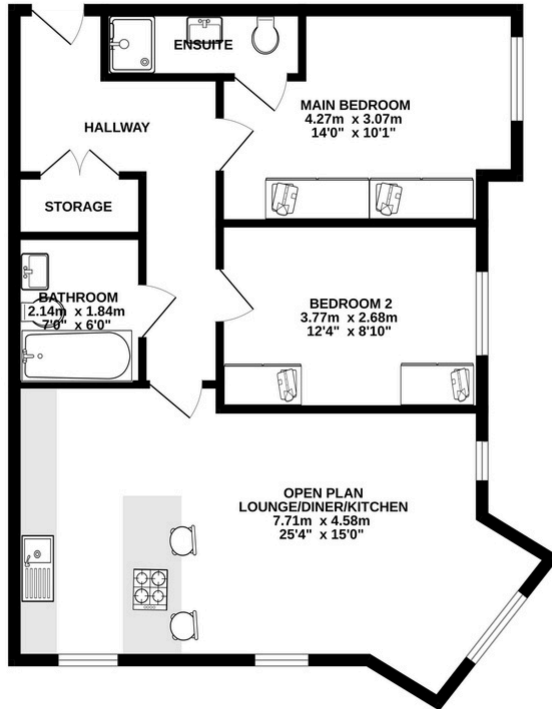 ENSUITE
MAIN BEDROOM
4.27m x 3.07m
14'0" x 10'1"
HALLWAY
STORAGE
BATHROOM
2.14m x 1.84m
7'0" x 6'0"
BEDROOM 2
3.77m x 2.68m
12'4" x 8'10"
OPEN PLAN
LOUNGE/DINER/KITCHEN
7.71m x 4.58m
25'4" x 15'0"